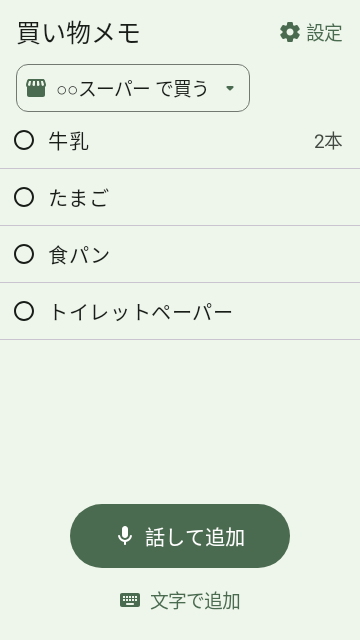 買い物メモ
設定
○○スーパー で買う
牛乳
2本
たまご
食パン
トイレットペーパー
話して追加
文字で追加